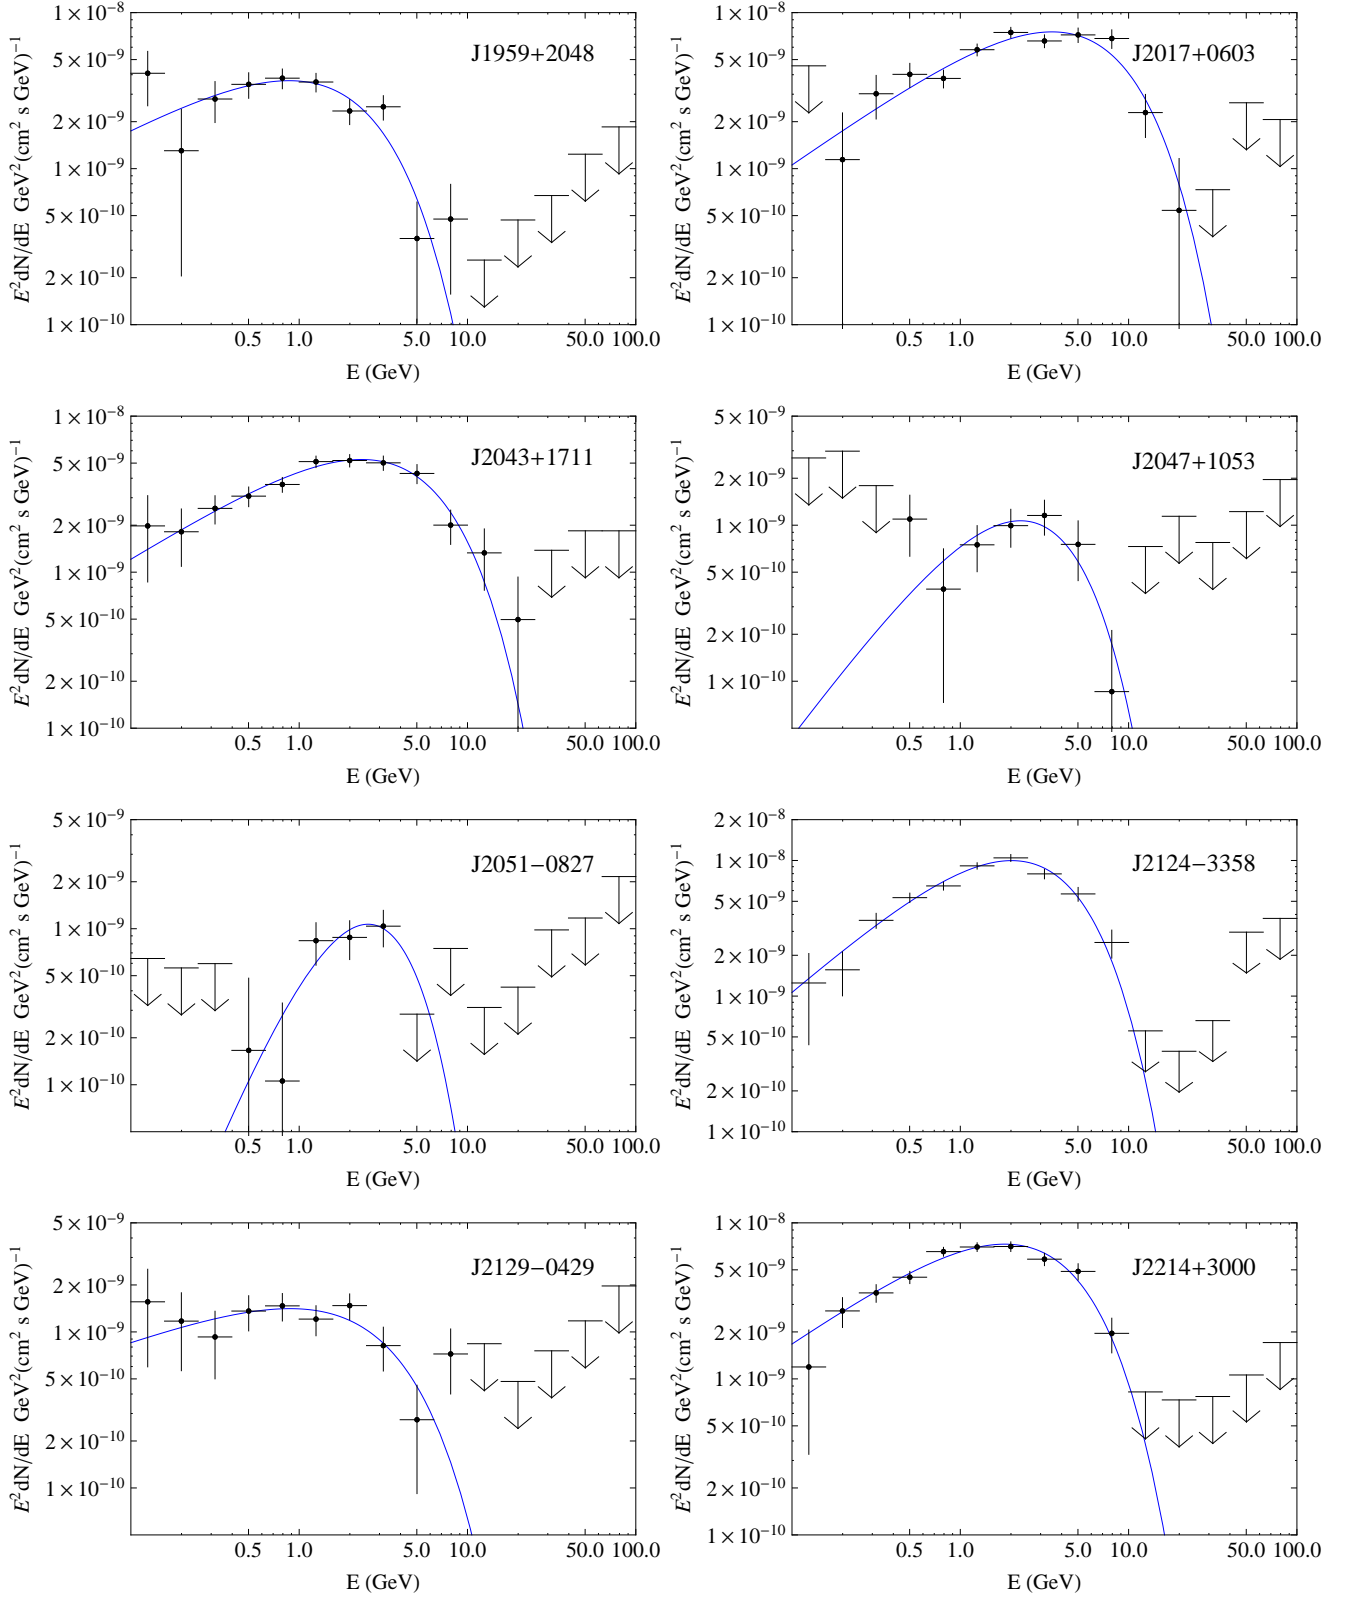 J1959+2048
1×10⁻⁸
5×10⁻⁹
2×10⁻⁹
1×10⁻⁹
5×10⁻¹⁰
2×10⁻¹⁰
1×10⁻¹⁰
E²dN/dE GeV²(cm² s GeV)⁻¹
0.5 1.0 5.0 10.0 50.0 100.0
E (GeV)
J2017+0603
1×10⁻⁸
5×10⁻⁹
2×10⁻⁹
1×10⁻⁹
5×10⁻¹⁰
2×10⁻¹⁰
1×10⁻¹⁰
E²dN/dE GeV²(cm² s GeV)⁻¹
0.5 1.0 5.0 10.0 50.0 100.0
E (GeV)
J2043+1711
1×10⁻⁸
5×10⁻⁹
2×10⁻⁹
1×10⁻⁹
5×10⁻¹⁰
2×10⁻¹⁰
1×10⁻¹⁰
E²dN/dE GeV²(cm² s GeV)⁻¹
0.5 1.0 5.0 10.0 50.0 100.0
E (GeV)
J2047+1053
5×10⁻⁹
2×10⁻⁹
1×10⁻⁹
5×10⁻¹⁰
2×10⁻¹⁰
1×10⁻¹⁰
E²dN/dE GeV²(cm² s GeV)⁻¹
0.5 1.0 5.0 10.0 50.0 100.0
E (GeV)
J2051−0827
5×10⁻⁹
2×10⁻⁹
1×10⁻⁹
5×10⁻¹⁰
2×10⁻¹⁰
1×10⁻¹⁰
E²dN/dE GeV²(cm² s GeV)⁻¹
0.5 1.0 5.0 10.0 50.0 100.0
E (GeV)
J2124−3358
2×10⁻⁸
1×10⁻⁸
5×10⁻⁹
2×10⁻⁹
1×10⁻⁹
5×10⁻¹⁰
2×10⁻¹⁰
1×10⁻¹⁰
E²dN/dE GeV²(cm² s GeV)⁻¹
0.5 1.0 5.0 10.0 50.0 100.0
E (GeV)
J2129−0429
5×10⁻⁹
2×10⁻⁹
1×10⁻⁹
5×10⁻¹⁰
2×10⁻¹⁰
1×10⁻¹⁰
E²dN/dE GeV²(cm² s GeV)⁻¹
0.5 1.0 5.0 10.0 50.0 100.0
E (GeV)
J2214+3000
1×10⁻⁸
5×10⁻⁹
2×10⁻⁹
1×10⁻⁹
5×10⁻¹⁰
2×10⁻¹⁰
1×10⁻¹⁰
E²dN/dE GeV²(cm² s GeV)⁻¹
0.5 1.0 5.0 10.0 50.0 100.0
E (GeV)